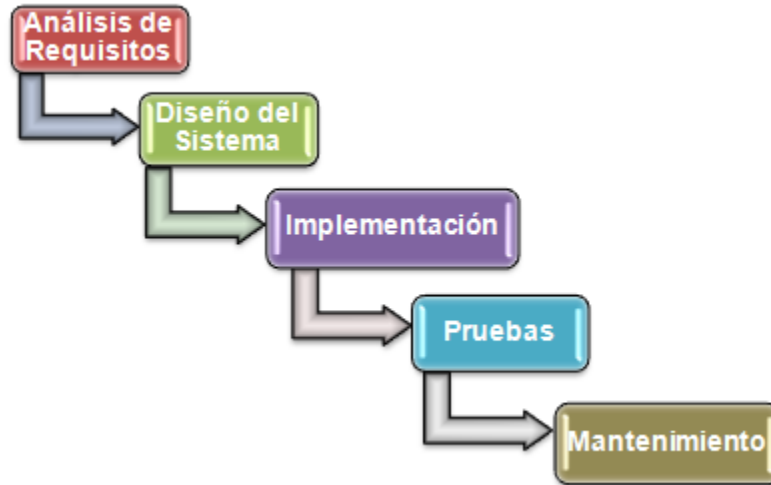 Análisis de
Requisitos
Diseño del
Sistema
Implementación
Pruebas
Mantenimiento